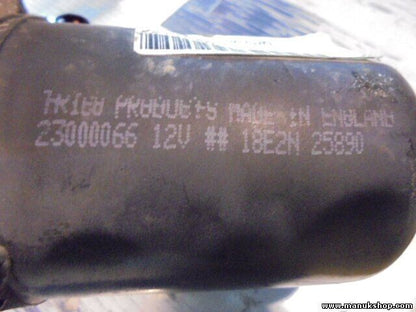 TRICO PRODUCTS MADE IN ENGLAND
23000066 12V ## 18E2N 25890
www.manukshop.com